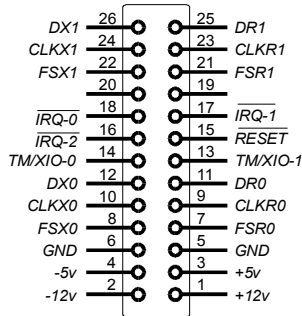 DX1 26 25 DR1
CLKX1 24 23 CLKR1
FSX1 22 21 FSR1
20 19
IRQ-0 18 17 IRQ-1
IRQ-2 16 15 RESET
TM/XIO-0 14 13 TM/XIO-1
DX0 12 11 DR0
CLKX0 10 9 CLKR0
FSX0 8 7 FSR0
GND 6 5 GND
-5v 4 3 +5v
-12v 2 1 +12v